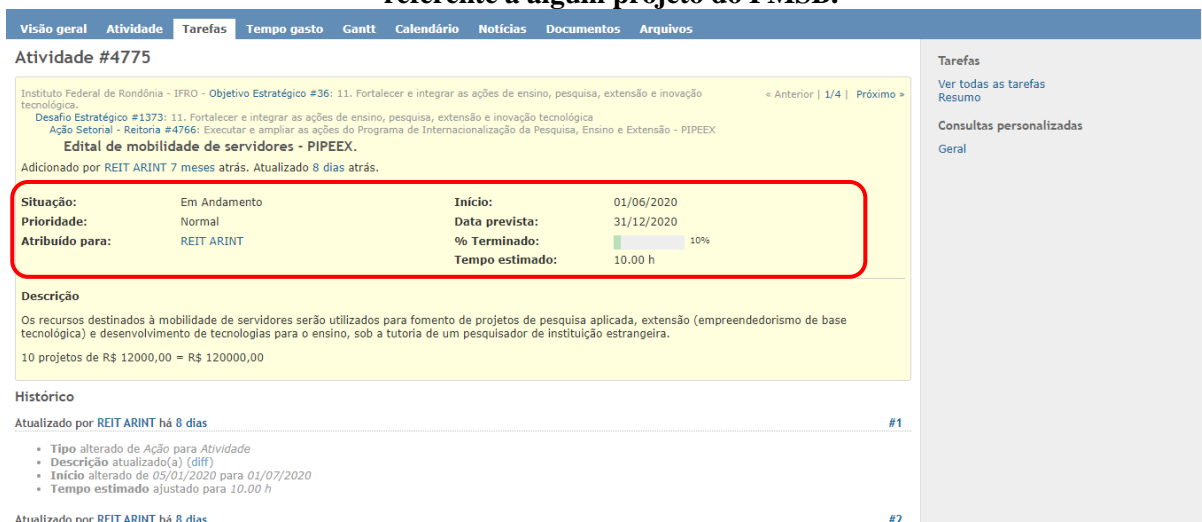 referente a algum projeto do PMSB.
Visão geral Atividade Tarefas Tempo gasto Gantt Calendário Notícias Documentos Arquivos
Atividade #4775
Instituto Federal de Rondônia - IFRO - Objetivo Estratégico #36: 11. Fortalecer e integrar as ações de ensino, pesquisa, extensão e inovação
tecnológica.
« Anterior | 1/4 | Próximo »
Desafio Estratégico #1373: 11. Fortalecer e integrar as ações de ensino, pesquisa, extensão e inovação tecnológica
Ação Setorial - Reitoria #4766: Executar e ampliar as ações do Programa de Internacionalização da Pesquisa, Ensino e Extensão - PIPEEX
Edital de mobilidade de servidores - PIPEEX.
Adicionado por REIT ARINT 7 meses atrás. Atualizado 8 dias atrás.
Situação: Em Andamento Início: 01/06/2020
Prioridade: Normal Data prevista: 31/12/2020
Atribuído para: REIT ARINT % Terminado: 10%
Tempo estimado: 10.00 h
Descrição
Os recursos destinados à mobilidade de servidores serão utilizados para fomento de projetos de pesquisa aplicada, extensão (empreendedorismo de base
tecnológica) e desenvolvimento de tecnologias para o ensino, sob a tutoria de um pesquisador de instituição estrangeira.
10 projetos de R$ 12000,00 = R$ 120000,00
Histórico
Atualizado por REIT ARINT há 8 dias #1
• Tipo alterado de Ação para Atividade
• Descrição atualizado(a) (diff)
• Início alterado de 05/01/2020 para 01/07/2020
• Tempo estimado ajustado para 10.00 h
Atualizado por REIT ARINT há 8 dias #2
Tarefas
Ver todas as tarefas
Resumo
Consultas personalizadas
Geral